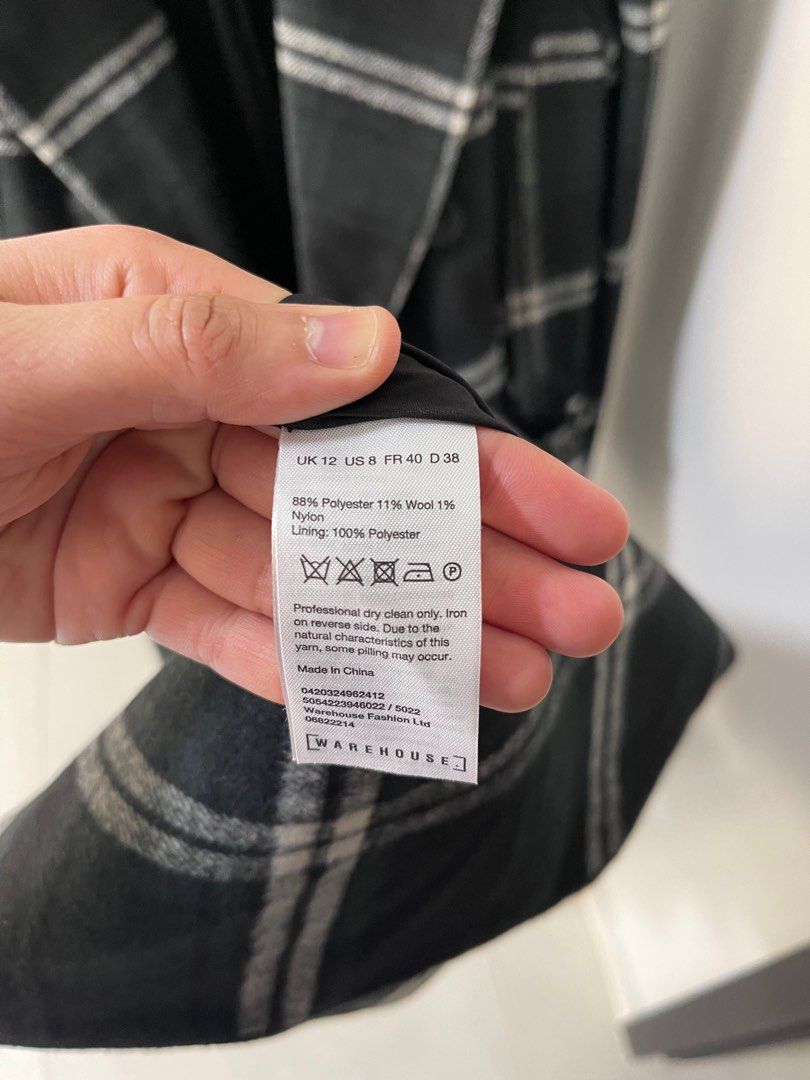 UK 12 US 8 FR 40 D 38
88% Polyester 11% Wool 1%
Nylon
Lining: 100% Polyester
P
Professional dry clean only. Iron
on reverse side. Due to the
natural characteristics of this
yarn, some pilling may occur.
Made In China
0420324962412
5054223946022 / 5022
Warehouse Fashion Ltd
06822214
WAREHOUSE